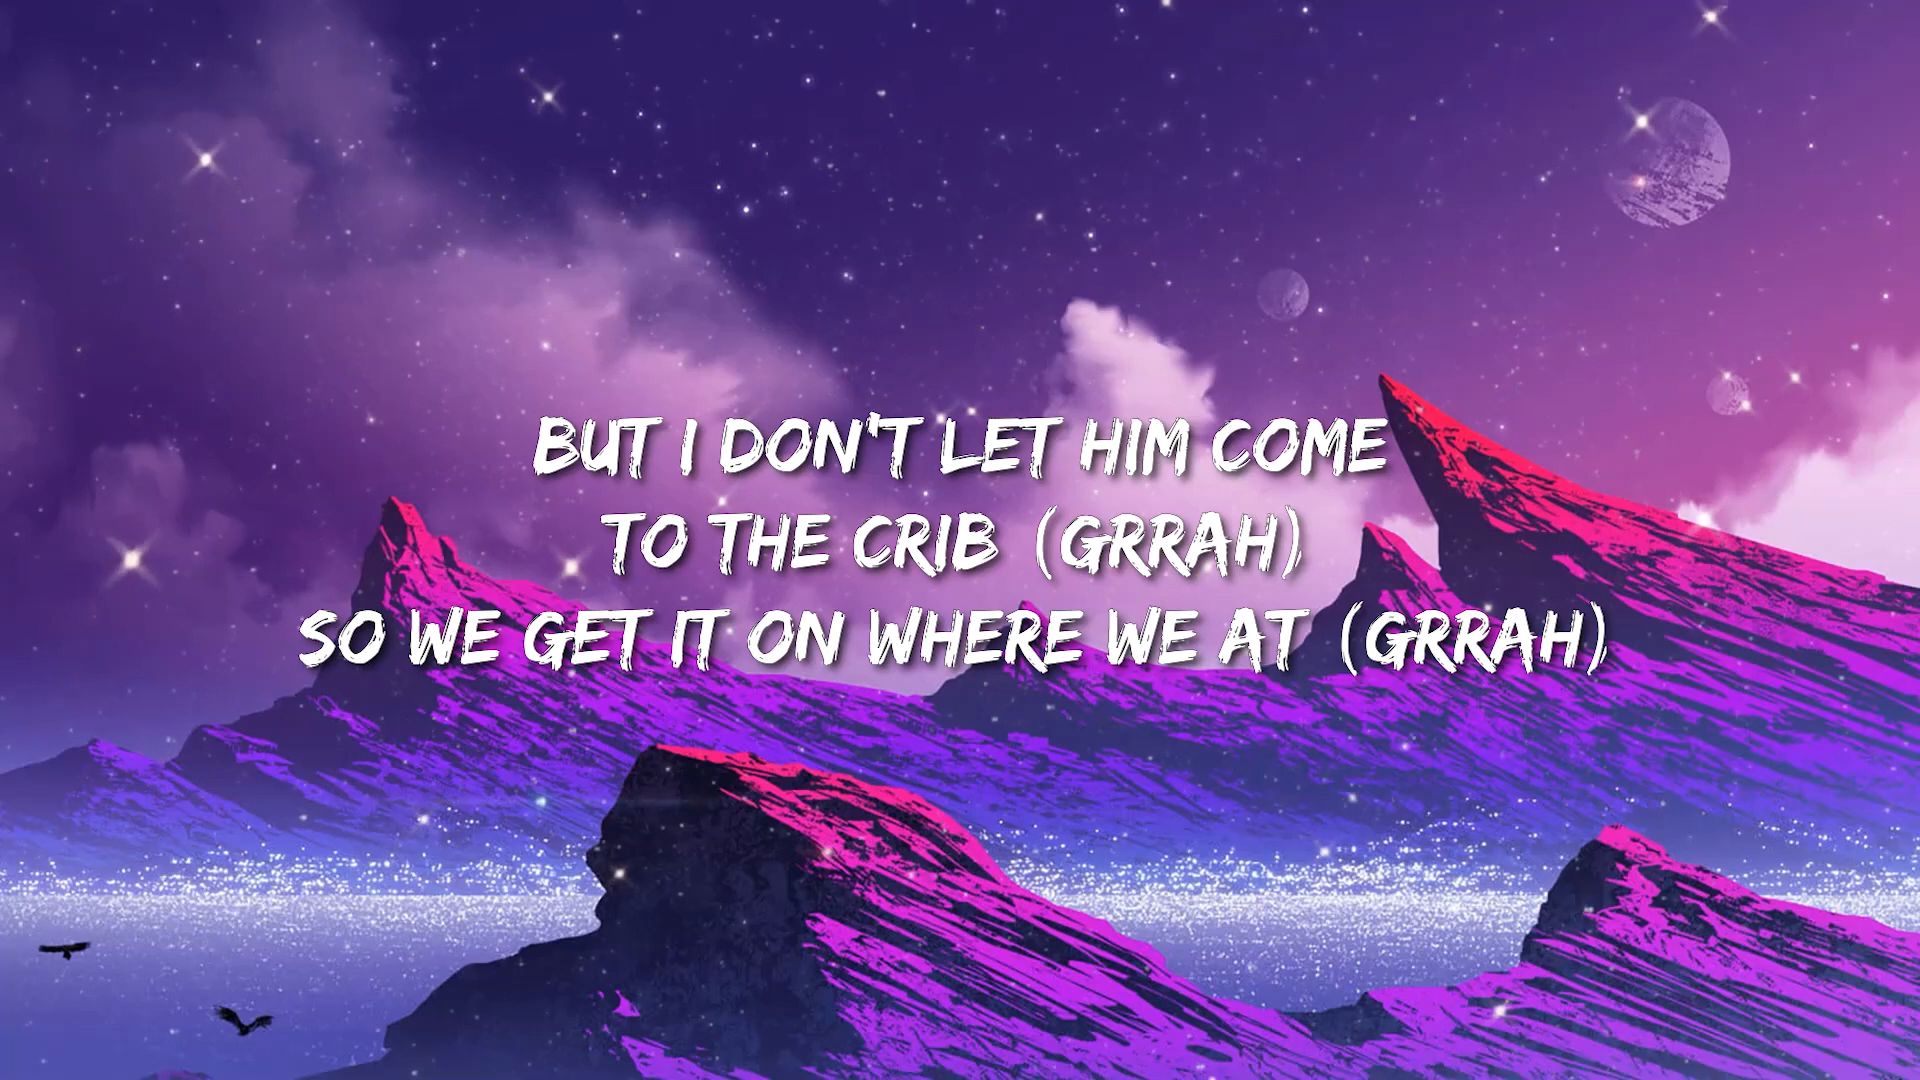 BUT I DON'T LET HIM COME
TO THE CRIB (GRRAH)
SO WE GET IT ON WHERE WE AT (GRRAH)